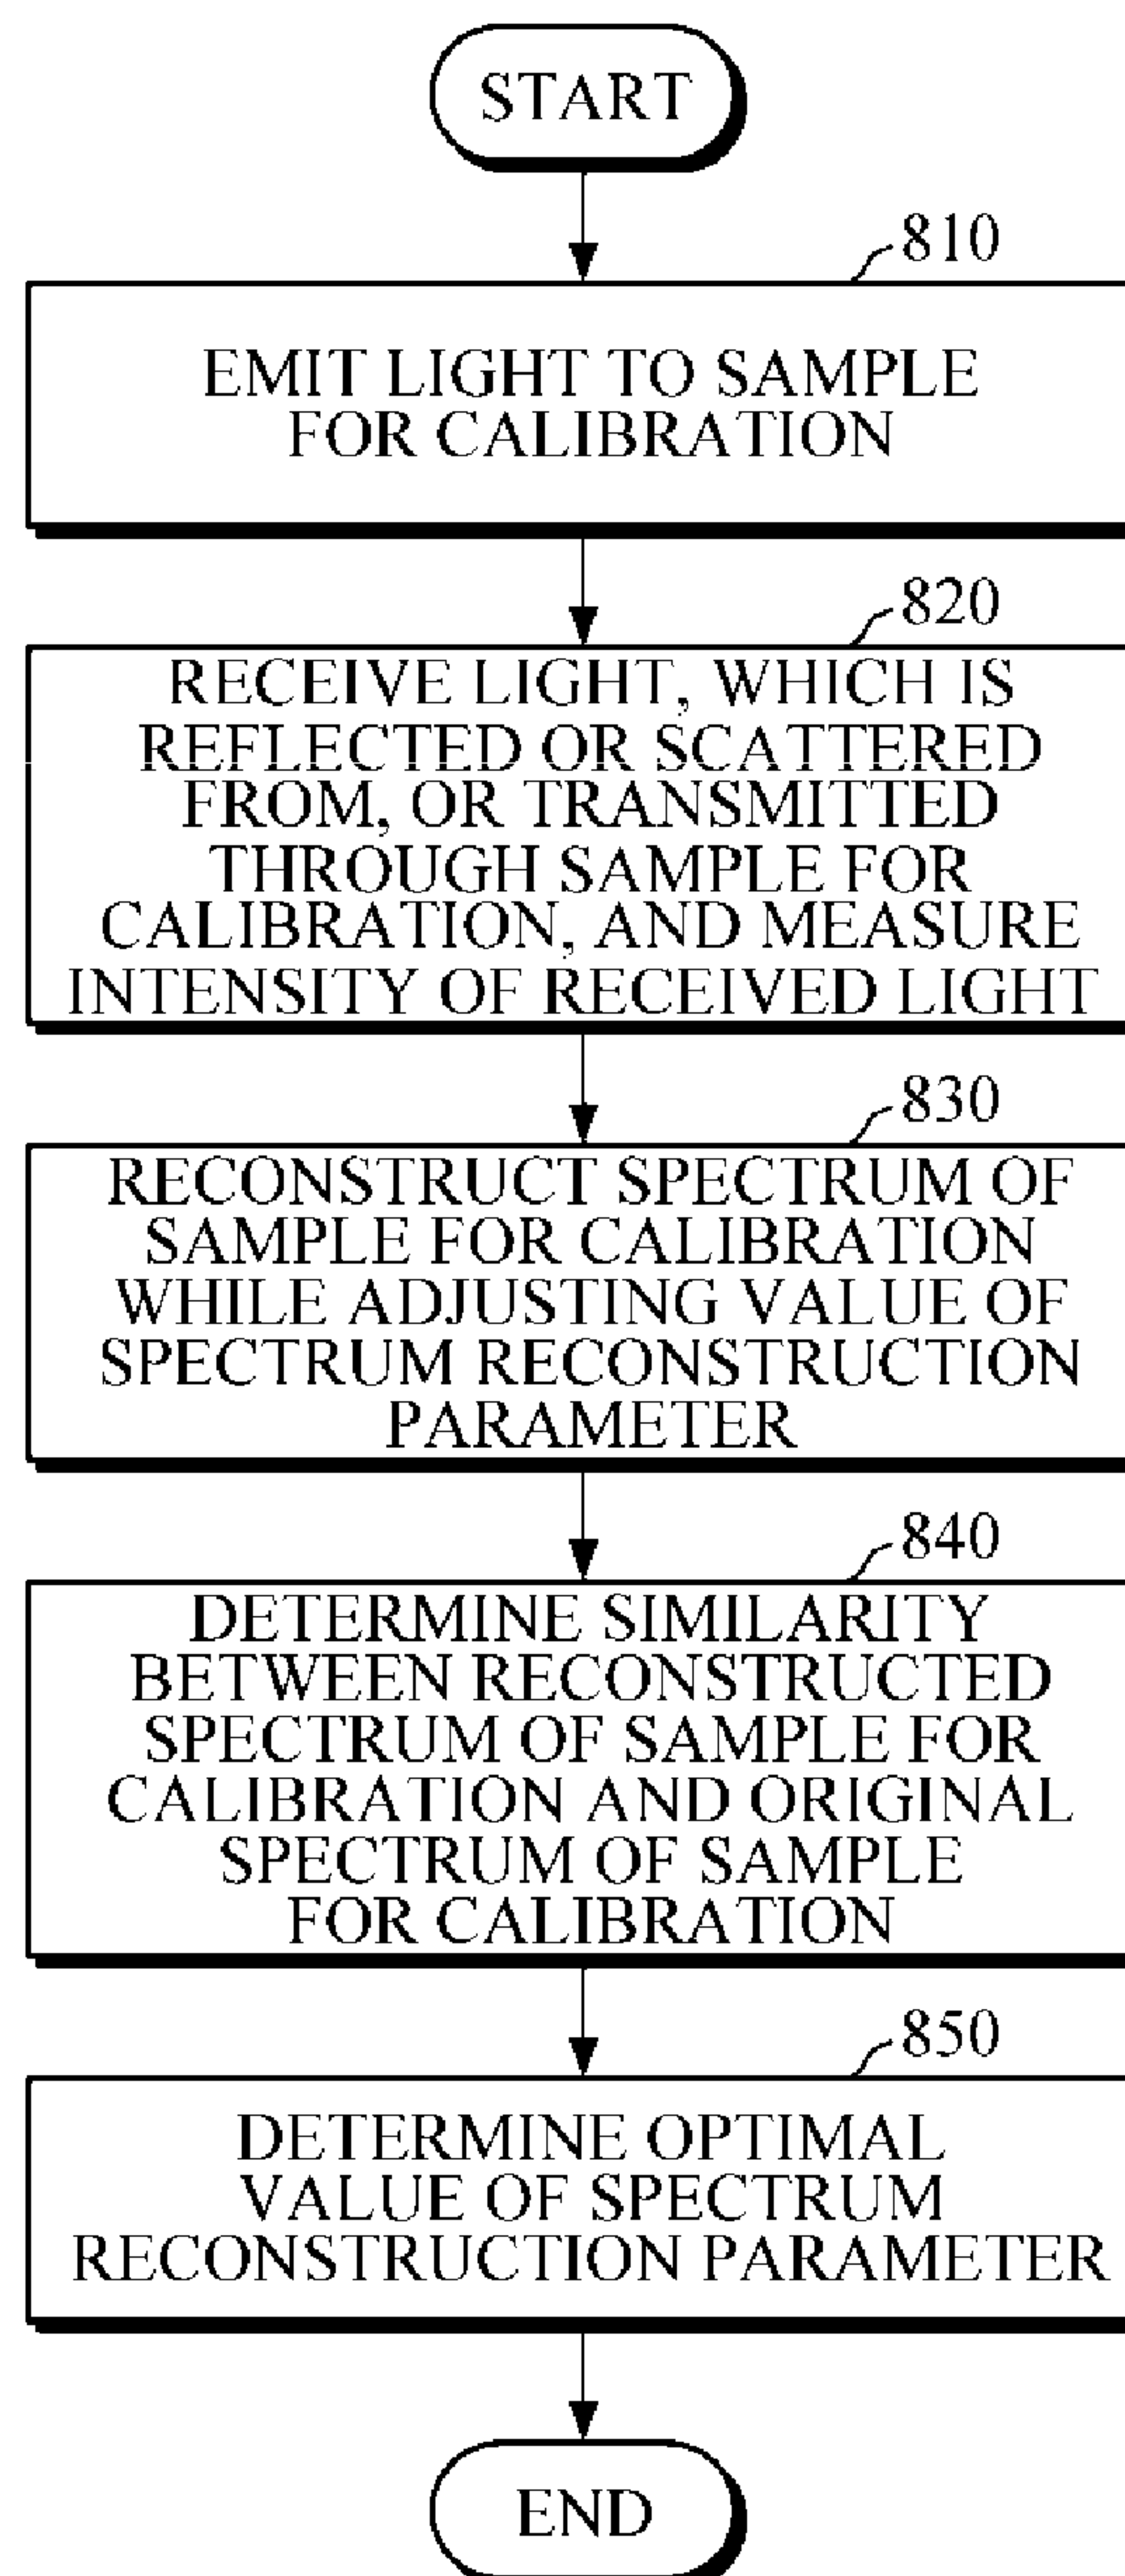 START
810
EMIT LIGHT TO SAMPLE
FOR CALIBRATION
820
RECEIVE LIGHT, WHICH IS
REFLECTED OR SCATTERED
FROM, OR TRANSMITTED
THROUGH SAMPLE FOR
CALIBRATION, AND MEASURE
INTENSITY OF RECEIVED LIGHT
830
RECONSTRUCT SPECTRUM OF
SAMPLE FOR CALIBRATION
WHILE ADJUSTING VALUE OF
SPECTRUM RECONSTRUCTION
PARAMETER
840
DETERMINE SIMILARITY
BETWEEN RECONSTRUCTED
SPECTRUM OF SAMPLE FOR
CALIBRATION AND ORIGINAL
SPECTRUM OF SAMPLE
FOR CALIBRATION
850
DETERMINE OPTIMAL
VALUE OF SPECTRUM
RECONSTRUCTION PARAMETER
END